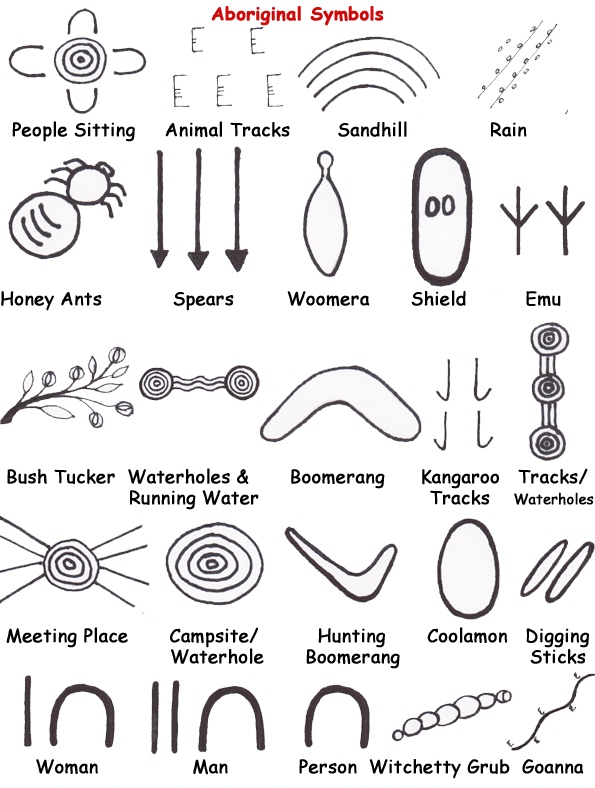 Aboriginal Symbols
People Sitting
Animal Tracks
Sandhill
Rain
Honey Ants
Spears
Woomera
Shield
Emu
Bush Tucker
Waterholes &
Running Water
Boomerang
Kangaroo
Tracks
Tracks/
Waterholes
Meeting Place
Campsite/
Waterhole
Hunting
Boomerang
Coolamon
Digging
Sticks
Woman
Man
Person
Witchetty Grub
Goanna